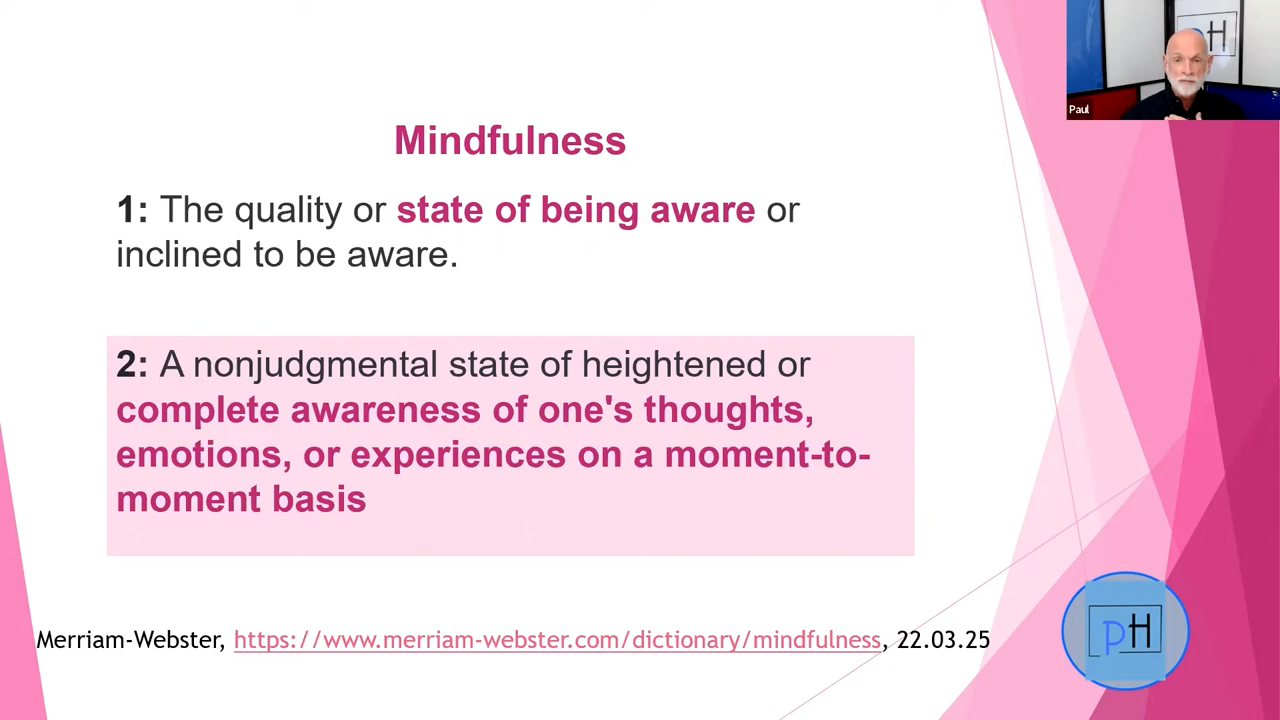 pH
Paul
Mindfulness
1: The quality or state of being aware or
inclined to be aware.
2: A nonjudgmental state of heightened or
complete awareness of one's thoughts,
emotions, or experiences on a moment-to-
moment basis
Merriam-Webster, https://www.merriam-webster.com/dictionary/mindfulness, 22.03.25
pH